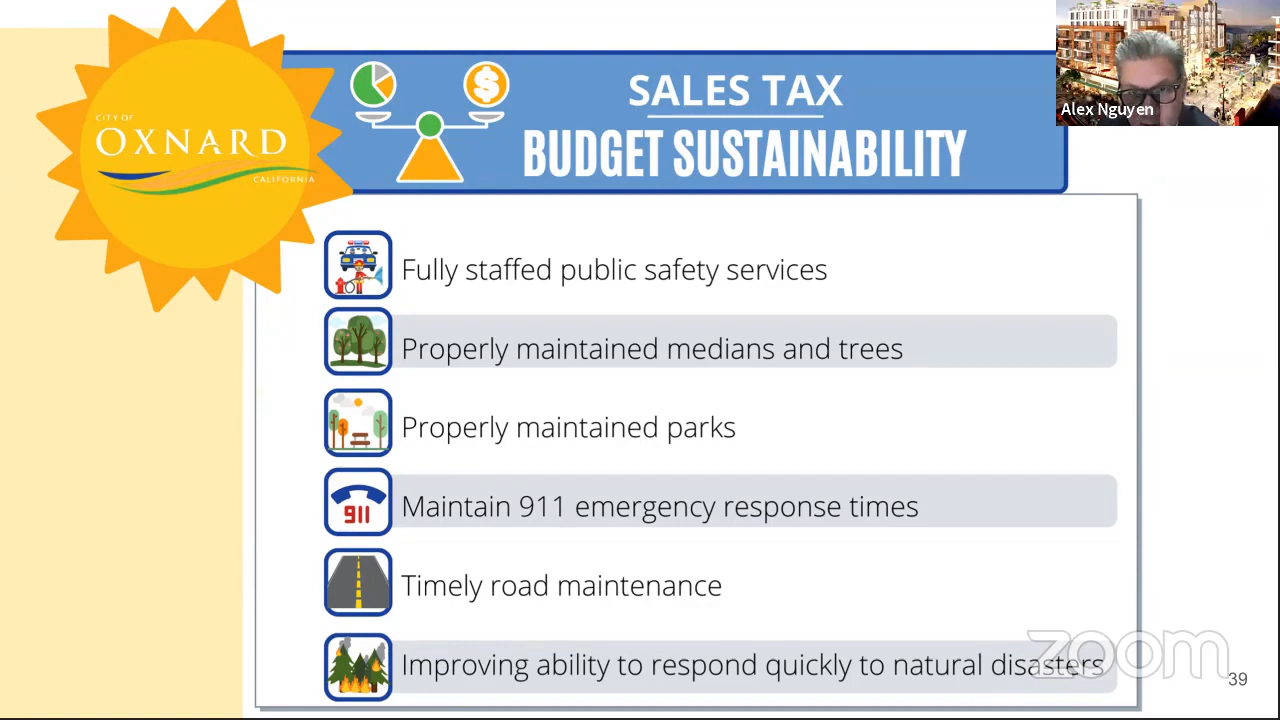 CITY OF
OXNARD
CALIFORNIA
$
SALES TAX
BUDGET SUSTAINABILITY
Alex Nguyen
Fully staffed public safety services
Properly maintained medians and trees
Properly maintained parks
911
Maintain 911 emergency response times
Timely road maintenance
Improving ability to respond quickly to natural disasters
zoom
39